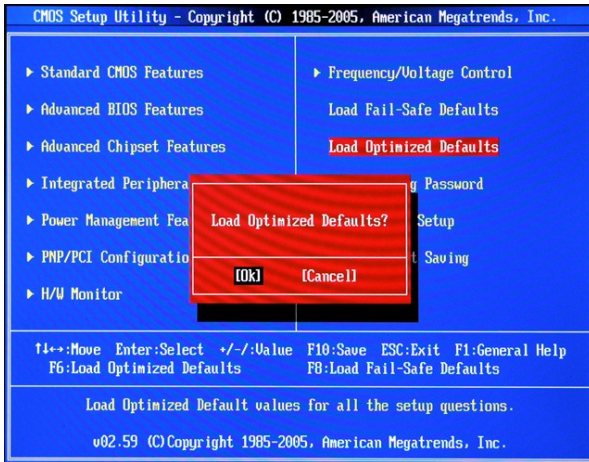 CMOS Setup Utility - Copyright (C) 1985-2005, American Megatrends, Inc.
▶ Standard CMOS Features
▶ Advanced BIOS Features
▶ Advanced Chipset Features
▶ Integrated Periphera
▶ Power Management Fea
▶ PNP/PCI Configuratio
▶ H/W Monitor
▶ Frequency/Voltage Control
Load Fail-Safe Defaults
Load Optimized Defaults
g Password
Setup
t Saving
Load Optimized Defaults?
[Ok] [Cancel]
↑↓←→:Move Enter:Select +/-/:Value F10:Save ESC:Exit F1:General Help
F6:Load Optimized Defaults F8:Load Fail-Safe Defaults
Load Optimized Default values for all the setup questions.
v02.59 (C)Copyright 1985-2005, American Megatrends, Inc.